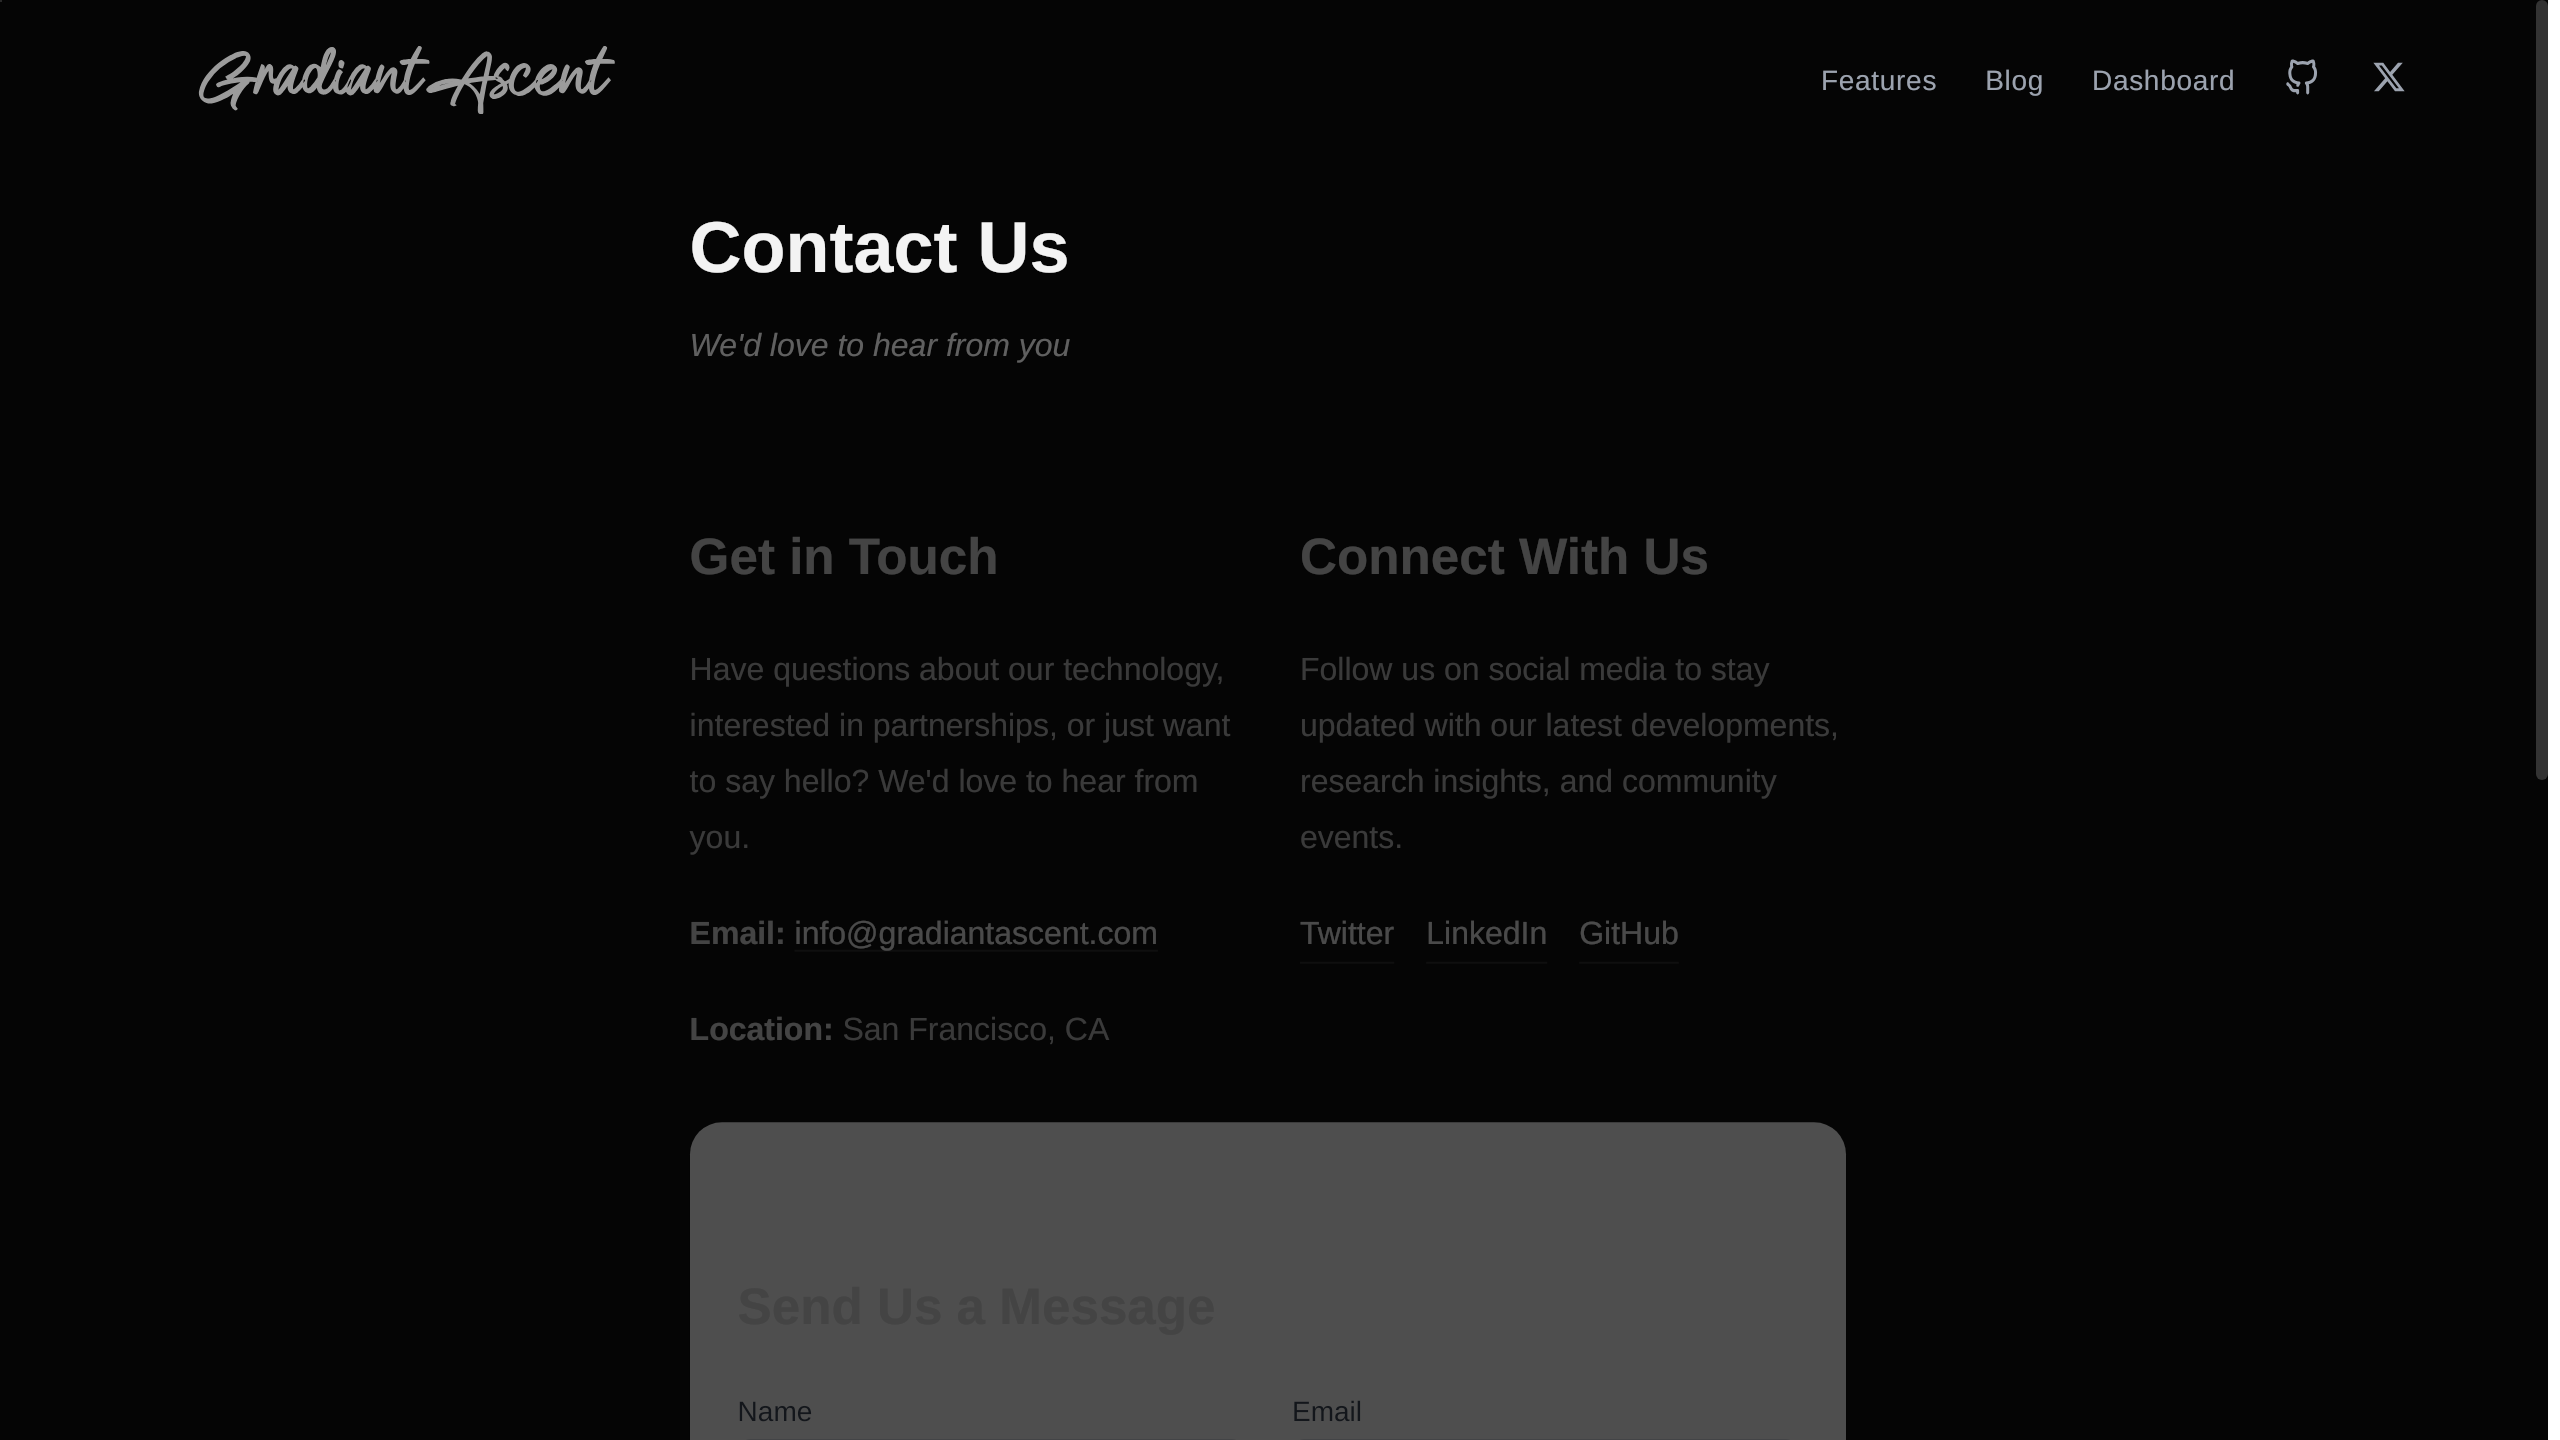 Gradiant Ascent
Features
Blog
Dashboard
Contact Us
We'd love to hear from you
Get in Touch
Have questions about our technology,
interested in partnerships, or just want
to say hello? We'd love to hear from
you.
Email: info@gradiantascent.com
Location: San Francisco, CA
Connect With Us
Follow us on social media to stay
updated with our latest developments,
research insights, and community
events.
Twitter LinkedIn GitHub
Send Us a Message
Name
Email